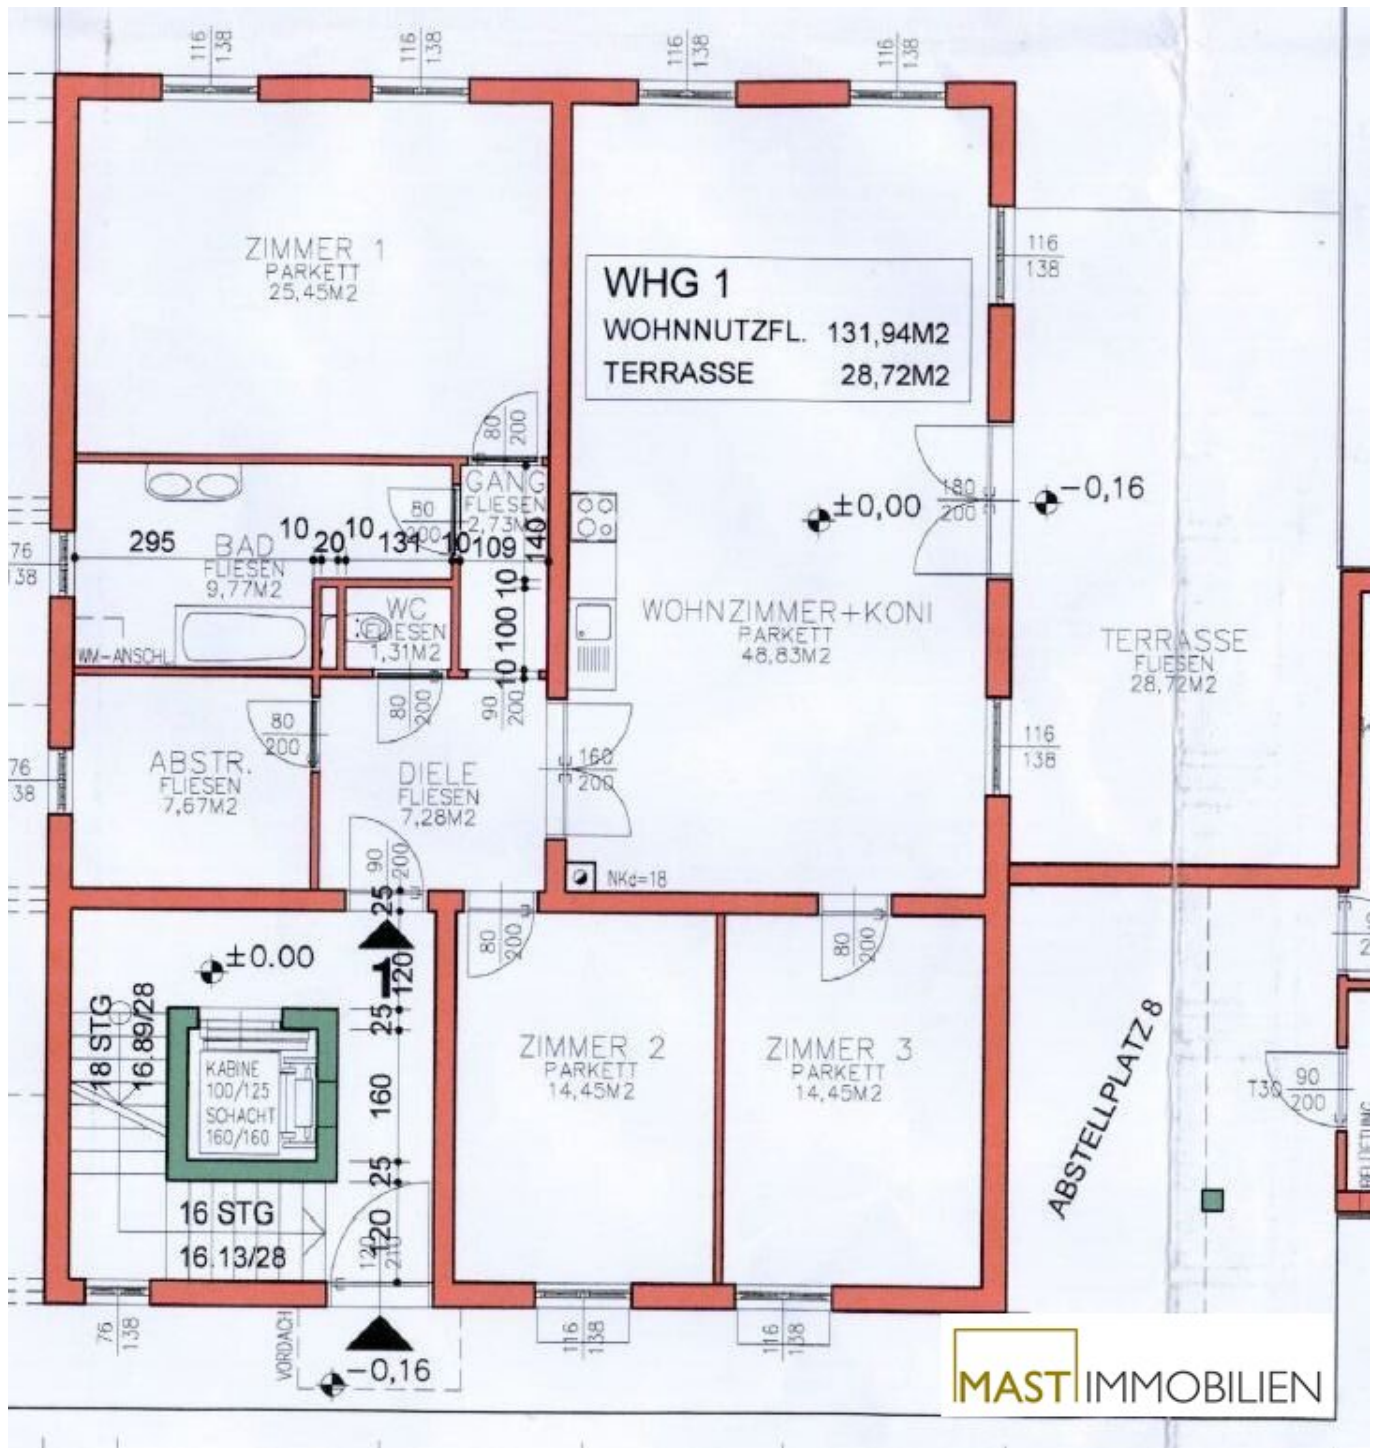 116
138
116
138
116
138
116
138
ZIMMER 1
PARKETT
25,45M2
WHG 1
WOHNNUTZFL. 131,94M2
TERRASSE 28,72M2
116
138
80
200
GANG
FLIESEN
2,73M2
140
±0,00
180
200
-0,16
76
138
295
10
20
10
131
10
109
80
200
BAD
FLIESEN
9,77M2
WC
FLIESEN
1,31M2
10
100
10
WM-ANSCHL.
WOHNZIMMER+KONI
PARKETT
48,83M2
TERRASSE
FLIESEN
28,72M2
80
200
80
200
90
200
116
138
76
38
ABSTR.
FLIESEN
7,67M2
DIELE
FLIESEN
7,28M2
160
200
90
200
25
NKd=18
±0.00
1
120
80
200
80
200
18 STG
16.89/28
25
KABINE
100/125
SCHACHT
160/160
160
ZIMMER 2
PARKETT
14,45M2
ZIMMER 3
PARKETT
14,45M2
ABSTELLPLATZ 8
T30
90
200
25
16 STG
16.13/28
120
120
210
76
138
VORDACH
-0,16
116
138
116
138
MAST IMMOBILIEN